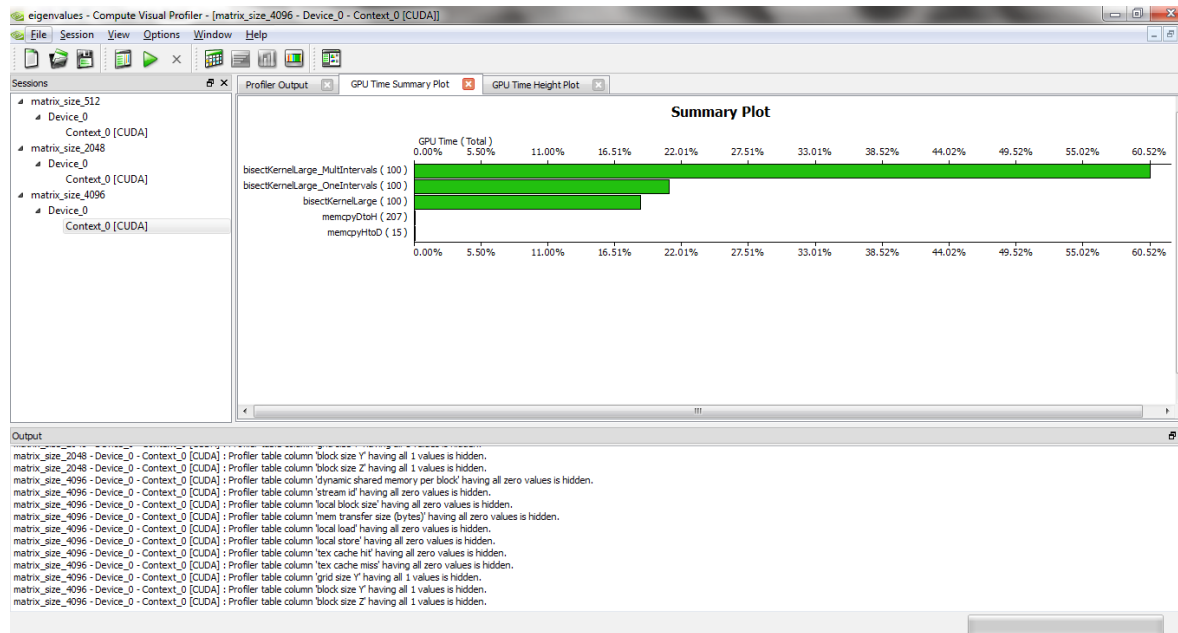 eigenvalues - Compute Visual Profiler - [matrix_size_4096 - Device_0 - Context_0 [CUDA]]
File Session View Options Window Help
Sessions
matrix_size_512
Device_0
Context_0 [CUDA]
matrix_size_2048
Device_0
Context_0 [CUDA]
matrix_size_4096
Device_0
Context_0 [CUDA]
Profiler Output GPU Time Summary Plot GPU Time Height Plot
Summary Plot
GPU Time ( Total )
0.00% 5.50% 11.00% 16.51% 22.01% 27.51% 33.01% 38.52% 44.02% 49.52% 55.02% 60.52%
bisectKernelLarge_MultIntervals ( 100 )
bisectKernelLarge_OneIntervals ( 100 )
bisectKernelLarge ( 100 )
memcpyDtoH ( 207 )
memcpyHtoD ( 15 )
0.00% 5.50% 11.00% 16.51% 22.01% 27.51% 33.01% 38.52% 44.02% 49.52% 55.02% 60.52%
Output
matrix_size_2048 - Device_0 - Context_0 [CUDA] : Profiler table column 'block size Y' having all 1 values is hidden.
matrix_size_2048 - Device_0 - Context_0 [CUDA] : Profiler table column 'block size Z' having all 1 values is hidden.
matrix_size_4096 - Device_0 - Context_0 [CUDA] : Profiler table column 'dynamic shared memory per block' having all zero values is hidden.
matrix_size_4096 - Device_0 - Context_0 [CUDA] : Profiler table column 'stream id' having all zero values is hidden.
matrix_size_4096 - Device_0 - Context_0 [CUDA] : Profiler table column 'local block size' having all zero values is hidden.
matrix_size_4096 - Device_0 - Context_0 [CUDA] : Profiler table column 'mem transfer size (bytes)' having all zero values is hidden.
matrix_size_4096 - Device_0 - Context_0 [CUDA] : Profiler table column 'local load' having all zero values is hidden.
matrix_size_4096 - Device_0 - Context_0 [CUDA] : Profiler table column 'local store' having all zero values is hidden.
matrix_size_4096 - Device_0 - Context_0 [CUDA] : Profiler table column 'tex cache hit' having all zero values is hidden.
matrix_size_4096 - Device_0 - Context_0 [CUDA] : Profiler table column 'tex cache miss' having all zero values is hidden.
matrix_size_4096 - Device_0 - Context_0 [CUDA] : Profiler table column 'grid size Y' having all 1 values is hidden.
matrix_size_4096 - Device_0 - Context_0 [CUDA] : Profiler table column 'block size Y' having all 1 values is hidden.
matrix_size_4096 - Device_0 - Context_0 [CUDA] : Profiler table column 'block size Z' having all 1 values is hidden.